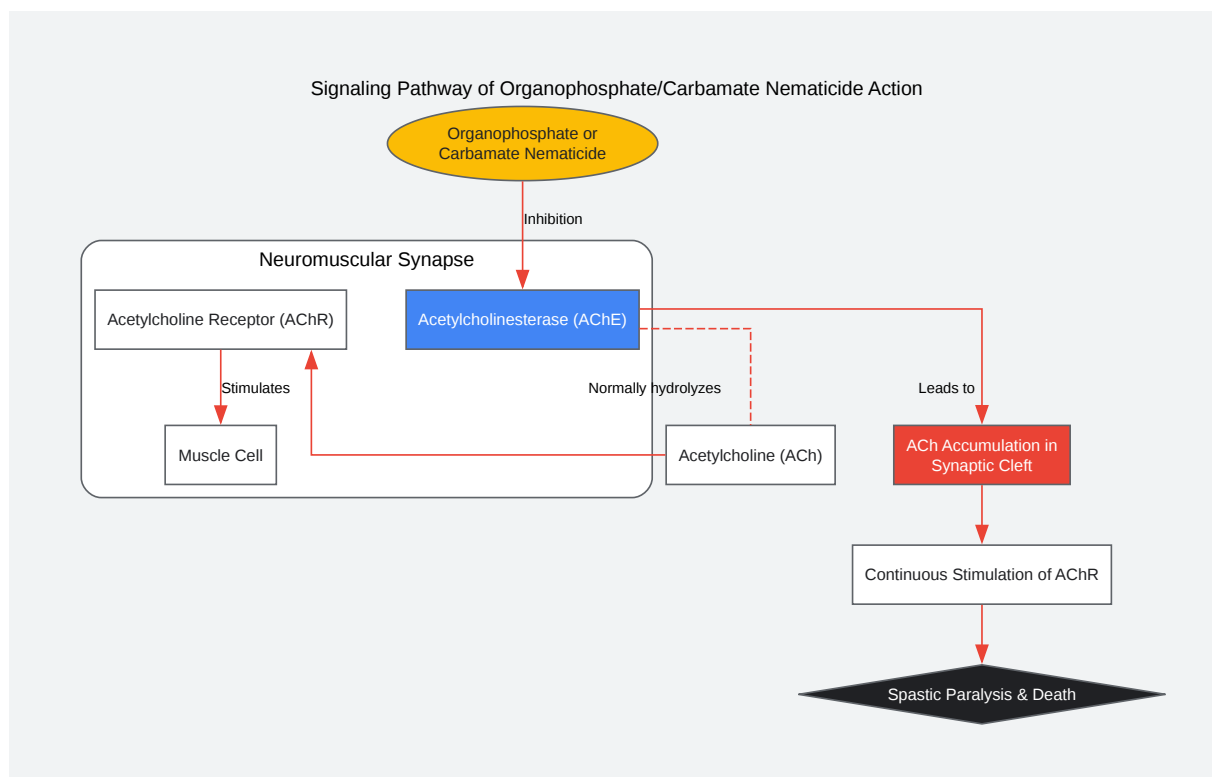 Signaling Pathway of Organophosphate/Carbamate Nematicide Action
Organophosphate or
Carbamate Nematicide
Inhibition
Neuromuscular Synapse
Acetylcholine Receptor (AChR)
Acetylcholinesterase (AChE)
Stimulates
Normally hydrolyzes
Leads to
Muscle Cell
Acetylcholine (ACh)
ACh Accumulation in
Synaptic Cleft
Continuous Stimulation of AChR
Spastic Paralysis & Death